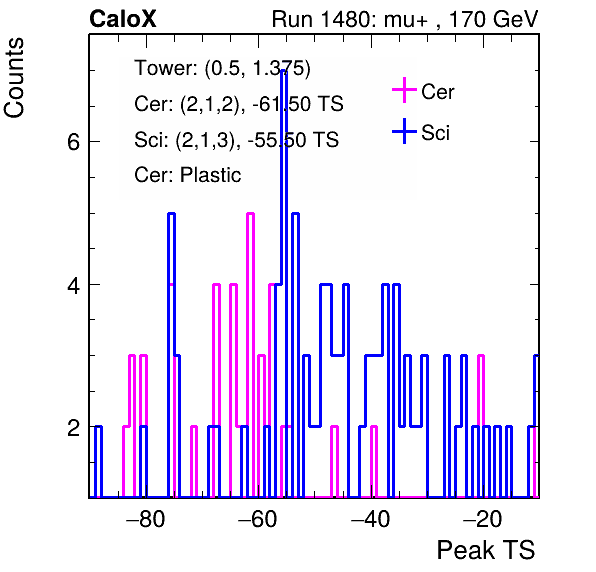 CaloX Run 1480: mu+ , 170 GeV
Counts
Tower: (0.5, 1.375)
Cer: (2,1,2), -61.50 TS
Sci: (2,1,3), -55.50 TS
Cer: Plastic
Cer
Sci
6
4
2
−80 −60 −40 −20
Peak TS